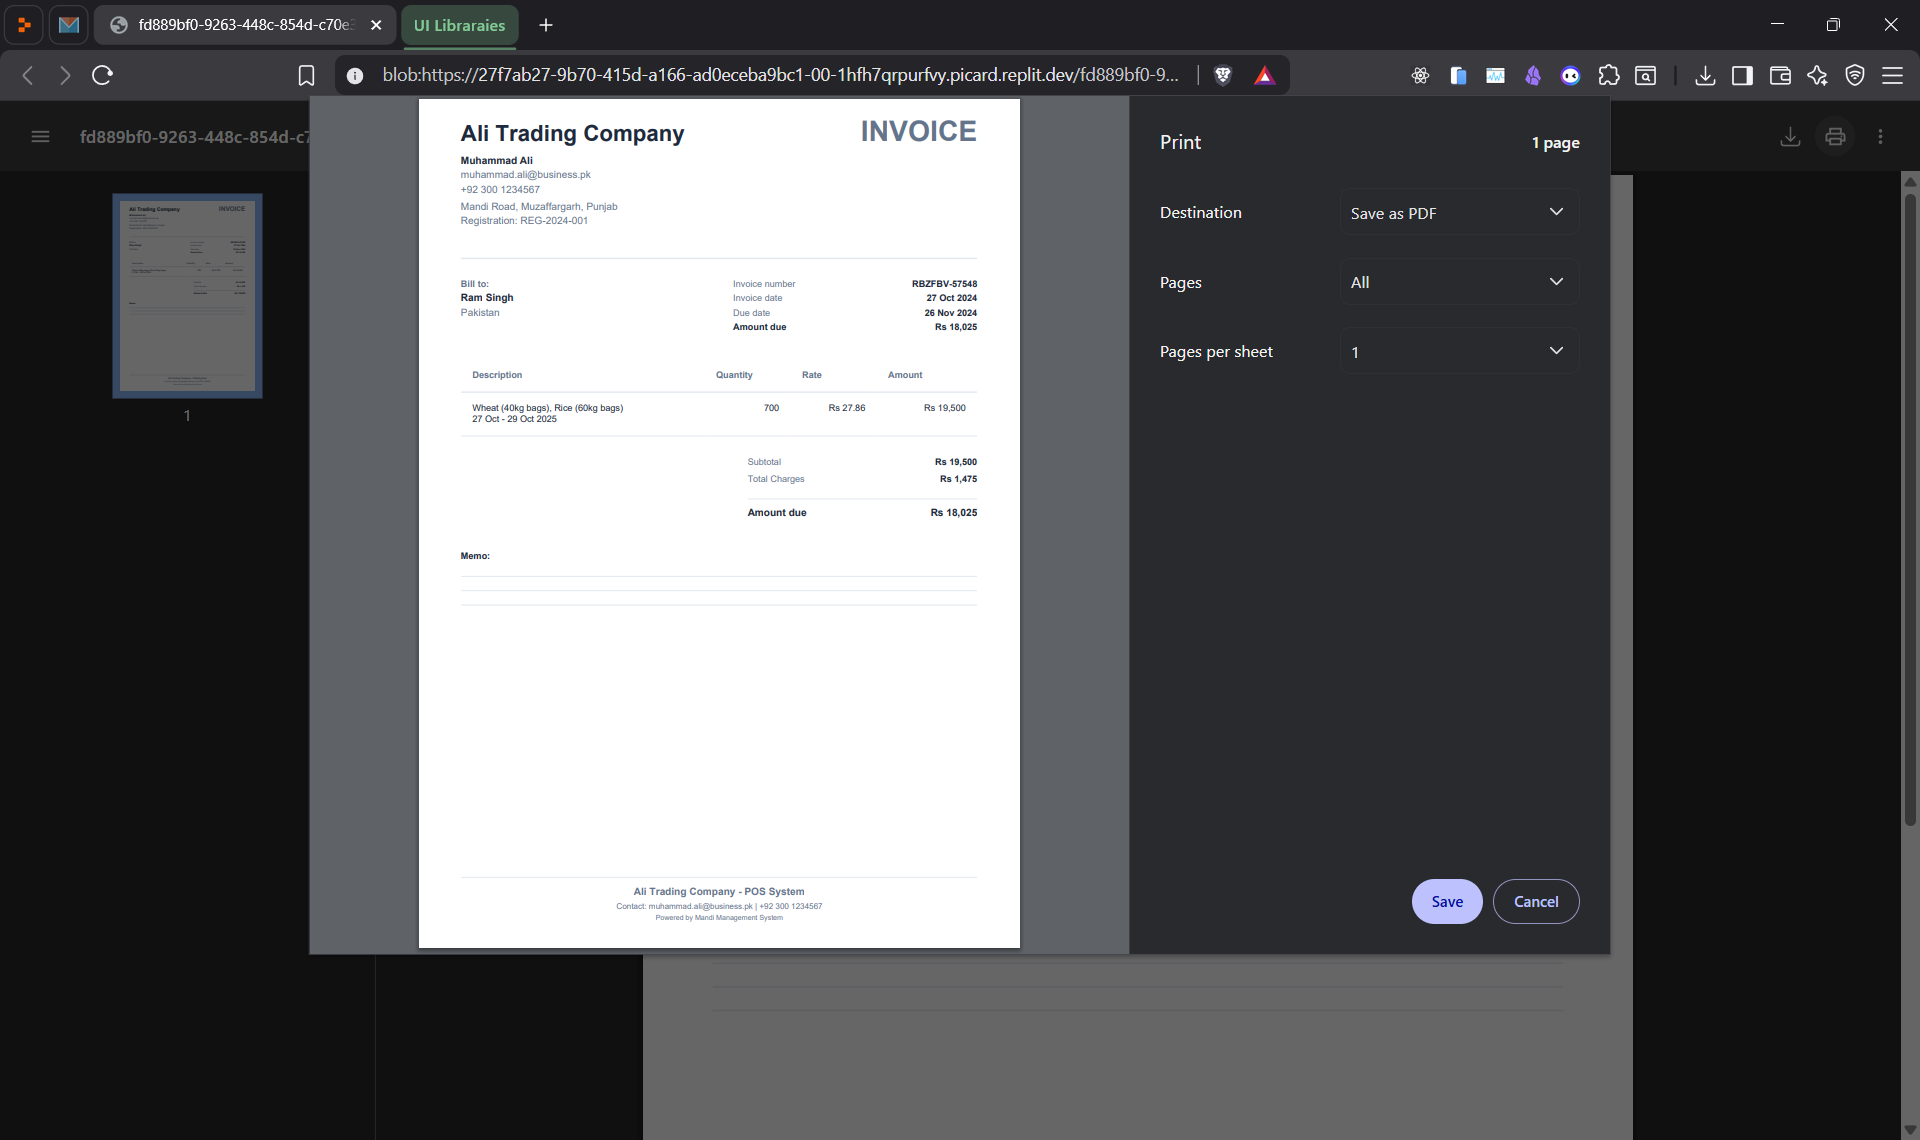 fd889bf0-9263-448c-854d-c70e
UI Libraraies
blob:https://27f7ab27-9b70-415d-a166-ad0eceba9bc1-00-1hfh7qrpurfvy.picard.replit.dev/fd889bf0-9...
fd889bf0-9263-448c-854d-c7
1
Ali Trading Company
INVOICE
Muhammad Ali
muhammad.ali@business.pk
+92 300 1234567
Mandi Road, Muzaffargarh, Punjab
Registration: REG-2024-001
Bill to:
Ram Singh
Pakistan
Invoice number RBZFBV-57548
Invoice date 27 Oct 2024
Due date 26 Nov 2024
Amount due Rs 18,025
Description Quantity Rate Amount
Wheat (40kg bags), Rice (60kg bags) 700 Rs 27.86 Rs 19,500
27 Oct - 29 Oct 2025
Subtotal Rs 19,500
Total Charges Rs 1,475
Amount due Rs 18,025
Memo:
Ali Trading Company - POS System
Contact: muhammad.ali@business.pk | +92 300 1234567
Powered by Mandi Management System
Print 1 page
Destination Save as PDF
Pages All
Pages per sheet 1
Save Cancel